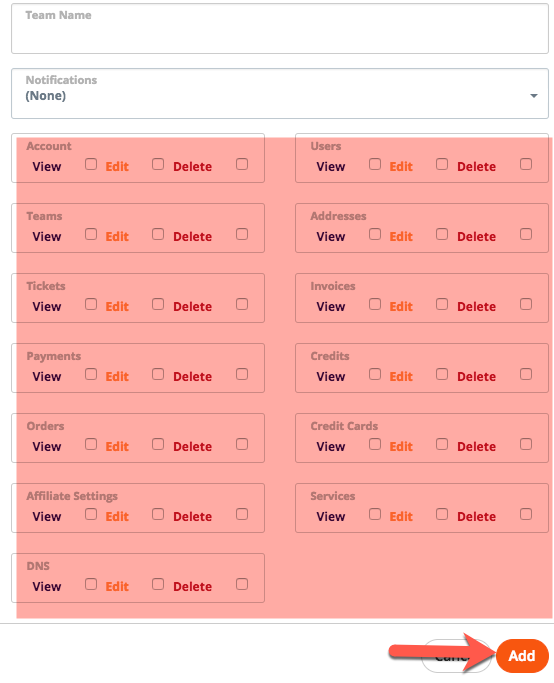 Team Name
Notifications
(None)
Account
View Edit Delete
Users
View Edit Delete
Teams
View Edit Delete
Addresses
View Edit Delete
Tickets
View Edit Delete
Invoices
View Edit Delete
Payments
View Edit Delete
Credits
View Edit Delete
Orders
View Edit Delete
Credit Cards
View Edit Delete
Affiliate Settings
View Edit Delete
Services
View Edit Delete
DNS
View Edit Delete
Add